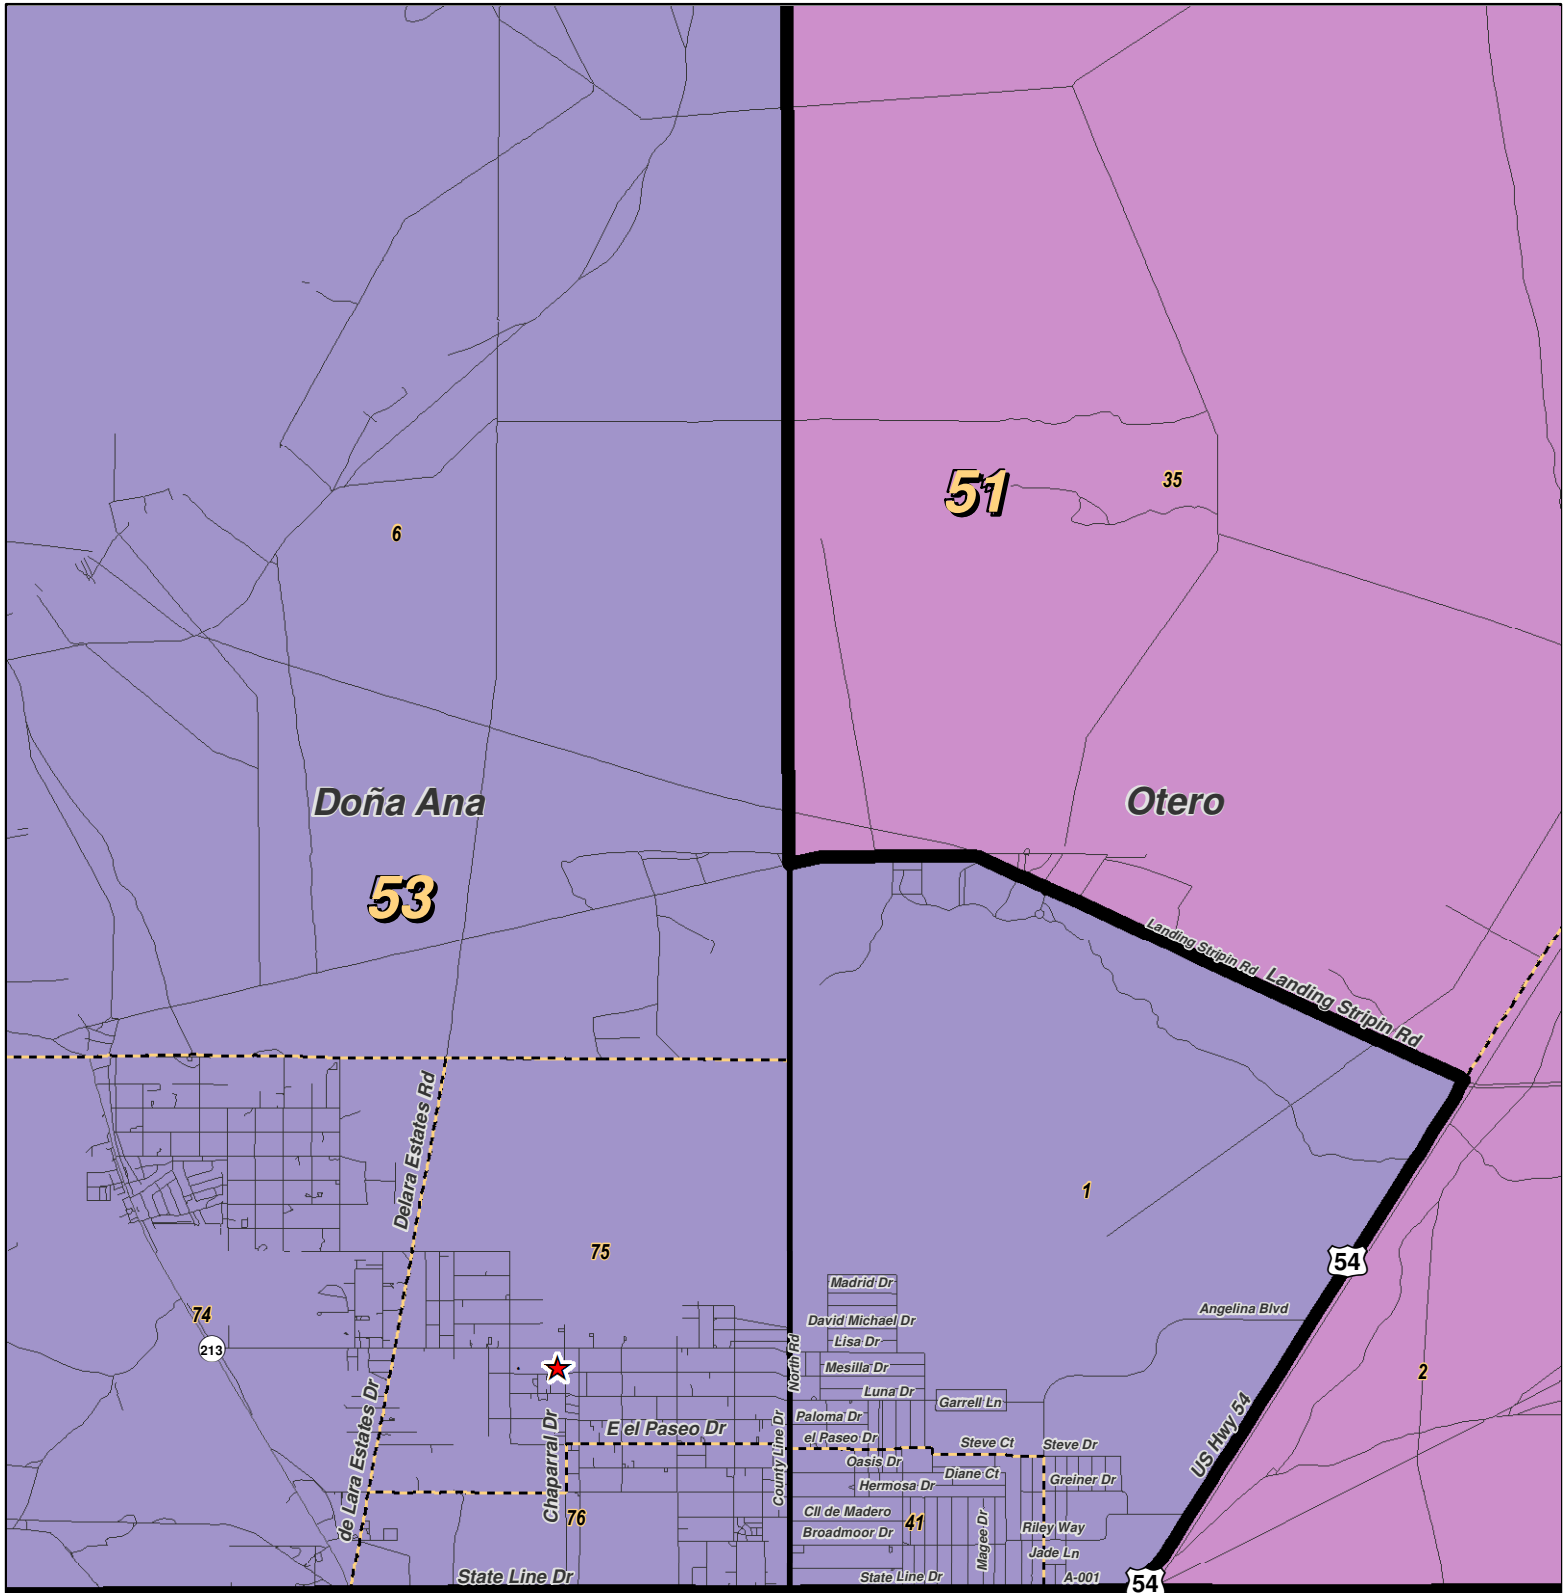 51
35
6
Doña Ana
Otero
53
Landing Stripin Rd
Landing Stripin Rd
Delara Estates Rd
1
75
54
Madrid Dr
Angelina Blvd
74
David Michael Dr
213
Lisa Dr
North Rd
Mesilla Dr
2
Luna Dr
Garrell Ln
de Lara Estates Dr
Chaparral Dr
E el Paseo Dr
County Line Dr
Paloma Dr
US Hwy 54
el Paseo Dr
Steve Ct
Steve Dr
Oasis Dr
Diane Ct
Greiner Dr
Hermosa Dr
Cll de Madero
76
41
Magee Dr
Riley Way
Broadmoor Dr
Jade Ln
State Line Dr
State Line Dr
A-001
54